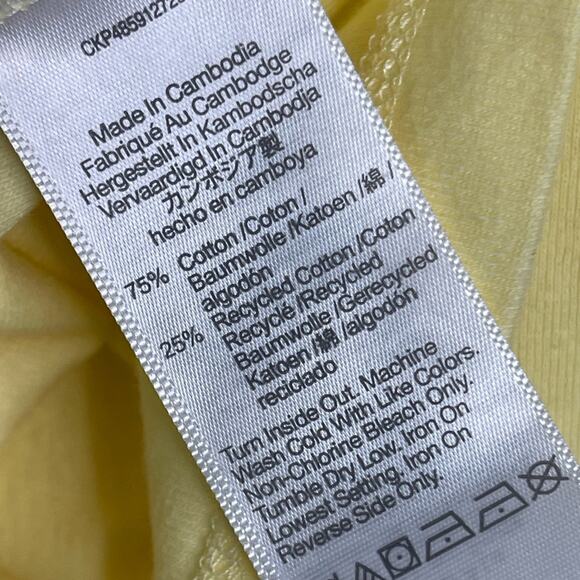 Made In Cambodia
Fabriqué Au Cambodge
Hergestellt In Kambodscha
Vervaardigd In Cambodja
カンボジア製
hecho en camboya
75% Cotton /Coton/
Baumwolle /Katoen /綿 /
algodón
25% Recycled Cotton /Coton
Recyclé /Recycled
Baumwolle/ Gerecycled
Katoen /綿 /algodón
reciclado
Turn Inside Out. Machine
Wash Cold With Like Colors.
Non-Chlorine Bleach Only.
Tumble Dry Low. Iron On
Lowest Setting. Iron On
Reverse Side Only.